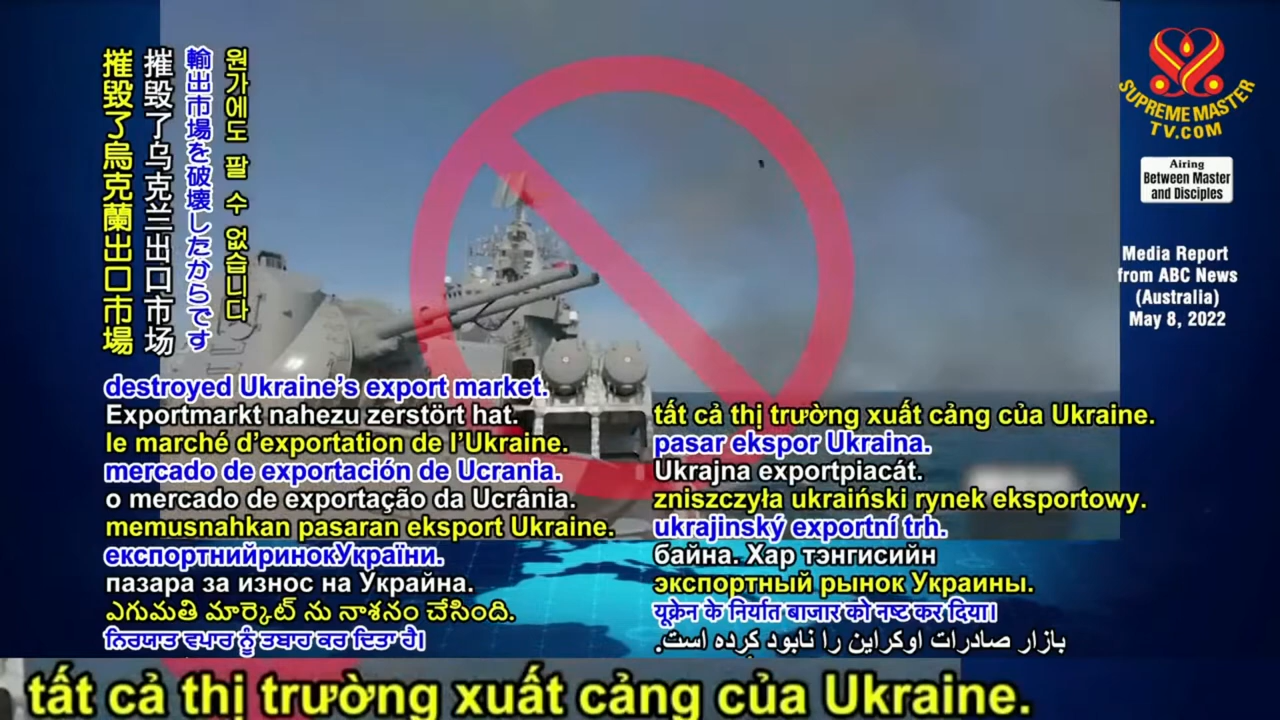 摧毀了烏克蘭出口市場
摧毁了乌克兰出口市场
輸出市場を破壊したからです
원가에도 팔 수 없습니다
destroyed Ukraine's export market.
Exportmarkt nahezu zerstört hat.
le marché d'exportation de l'Ukraine.
mercado de exportación de Ucrania.
o mercado de exportação da Ucrânia.
memusnahkan pasaran eksport Ukraine.
експортнийринокУкраїни.
пазара за износ на Украйна.
ఎగుమతి మార్కెట్ ను నాశనం చేసింది.
ਨਿਰਯਾਤ ਵਪਾਰ ਨੂੰ ਤਬਾਹ ਕਰ ਦਿਤਾ ਹੈ।
tất cả thị trường xuất cảng của Ukraine.
pasar ekspor Ukraina.
Ukrajna exportpiacát.
zniszczyła ukraiński rynek eksportowy.
ukrajinský exportní trh.
байна. Хар тэнгисийн
экспортный рынок Украины.
यूक्रेन के निर्यात बाजार को नष्ट कर दिया।
بازار صادرات اوکراین را نابود کرده است.
SUPREME MASTER
TV.COM
Airing
Between Master
and Disciples
Media Report
from ABC News
(Australia)
May 8, 2022
tất cả thị trường xuất cảng của Ukraine.